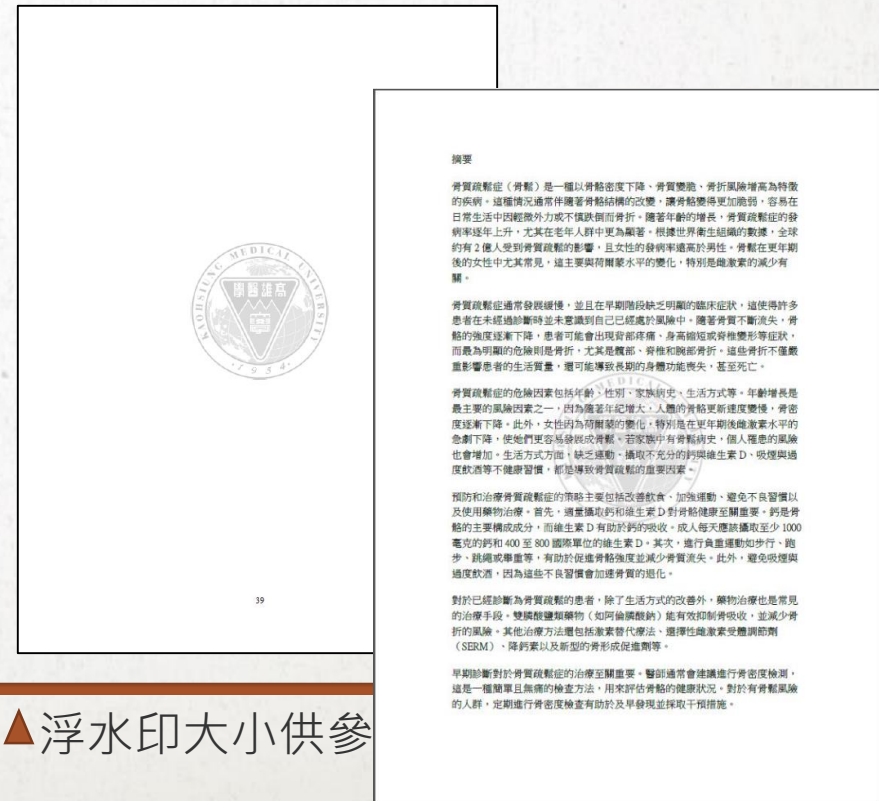 KAOHSIUNG MEDICAL UNIVERSITY
學醫雄高
1954
39
摘要
骨質疏鬆症（骨鬆）是一種以骨骼密度下降、骨質變脆、骨折風險增高為特徵
的疾病。這種情況通常伴隨著骨骼結構的改變，讓骨骼變得更加脆弱，容易在
日常生活中因輕微外力或不慎跌倒而骨折。隨著年齡的增長，骨質疏鬆症的發
病率逐年上升，尤其在老年人群中更為顯著。根據世界衛生組織的數據，全球
約有 2 億人受到骨質疏鬆的影響，且女性的發病率遠高於男性。骨鬆在更年期
後的女性中尤其常見，這主要與荷爾蒙水平的變化，特別是雌激素的減少有
關。
骨質疏鬆症通常發展緩慢，並且在早期階段缺乏明顯的臨床症狀，這使得許多
患者在未經過診斷時並未意識到自己已經處於風險中。隨著骨質不斷流失，骨
骼的強度逐漸下降，患者可能會出現背部疼痛、身高縮短或脊椎變形等症狀，
而最為明顯的危險則是骨折，尤其是髖部、脊椎和腕部骨折。這些骨折不僅嚴
重影響患者的生活質量，還可能導致長期的身體功能喪失，甚至死亡。
骨質疏鬆症的危險因素包括年齡、性別、家族病史、生活方式等。年齡增長是
最主要的風險因素之一，因為隨著年紀增大，人體的骨骼更新速度變慢，骨密
度逐漸下降。此外，女性因為荷爾蒙的變化，特別是在更年期後雌激素水平的
急劇下降，使她們更容易發展成骨鬆。若家族中有骨鬆病史，個人罹患的風險
也會增加。生活方式方面，缺乏運動、攝取不充分的鈣與維生素 D、吸煙與過
度飲酒等不健康習慣，都是導致骨質疏鬆的重要因素。
預防和治療骨質疏鬆症的策略主要包括改善飲食、加強運動、避免不良習慣以
及使用藥物治療。首先，適量攝取鈣和維生素 D 對骨骼健康至關重要。鈣是骨
骼的主要構成成分，而維生素 D 有助於鈣的吸收。成人每天應該攝取至少 1000
毫克的鈣和 400 至 800 國際單位的維生素 D。其次，進行負重運動如步行、跑
步、跳繩或舉重等，有助於促進骨骼強度並減少骨質流失。此外，避免吸煙與
過度飲酒，因為這些不良習慣會加速骨質的退化。
對於已經診斷為骨質疏鬆的患者，除了生活方式的改善外，藥物治療也是常見
的治療手段。雙膦酸鹽類藥物（如阿倫膦酸鈉）能有效抑制骨吸收，並減少骨
折的風險。其他治療方法還包括激素替代療法、選擇性雌激素受體調節劑
（SERM）、降鈣素以及新型的骨形成促進劑等。
早期診斷對於骨質疏鬆症的治療至關重要。醫師通常會建議進行骨密度檢測，
這是一種簡單且無痛的檢查方法，用來評估骨骼的健康狀況。對於有骨鬆風險
的人群，定期進行骨密度檢查有助於及早發現並採取干預措施。
浮水印大小供參